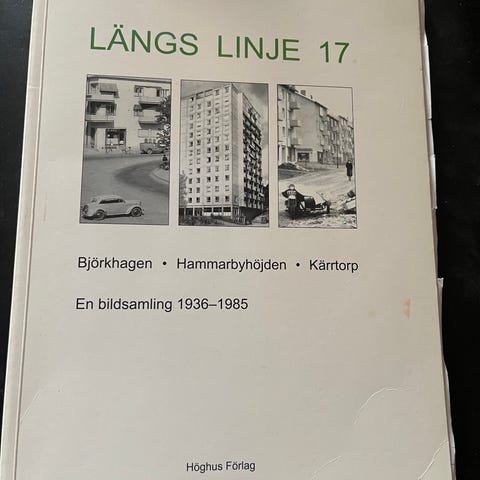 LÄNGS LINJE 17
Björkhagen • Hammarbyhöjden • Kärrtorp
En bildsamling 1936–1985
Höghus Förlag